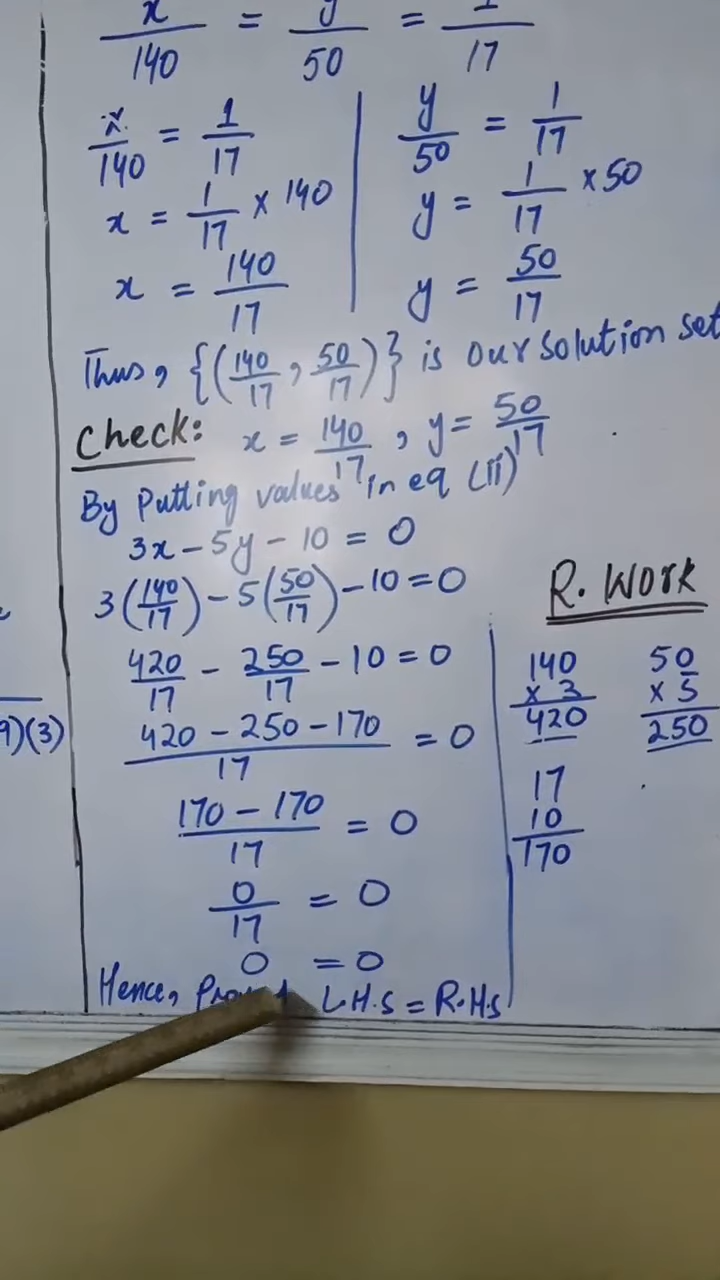 x/140 = y/50 = 1/17
x/140 = 1/17
x = 1/17 × 140
x = 140/17
y/50 = 1/17
y = 1/17 × 50
y = 50/17
Thus, {(140/17, 50/17)} is our solution set
Check: x = 140/17, y = 50/17
By putting values in eq (ii)
3x - 5y - 10 = 0
3(140/17) - 5(50/17) - 10 = 0
420/17 - 250/17 - 10 = 0
420 - 250 - 170/17 = 0
170 - 170/17 = 0
0/17 = 0
0 = 0
Hence, L.H.S = R.H.S
R. Work
140
× 3
420
50
× 5
250
17
10
170
9)(3)